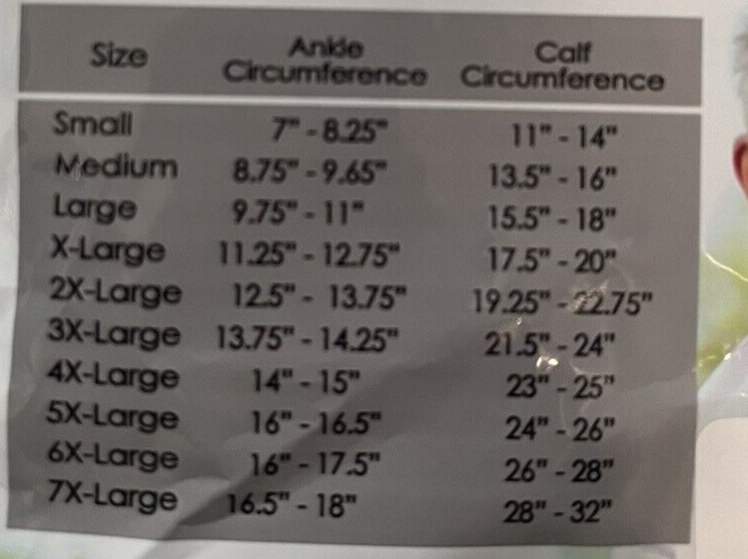 Size Ankle Circumference Calf Circumference
Small 7" - 8.25" 11" - 14"
Medium 8.75" - 9.65" 13.5" - 16"
Large 9.75" - 11" 15.5" - 18"
X-Large 11.25" - 12.75" 17.5" - 20"
2X-Large 12.5" - 13.75" 19.25" - 22.75"
3X-Large 13.75" - 14.25" 21.5" - 24"
4X-Large 14" - 15" 23" - 25"
5X-Large 16" - 16.5" 24" - 26"
6X-Large 16" - 17.5" 26" - 28"
7X-Large 16.5" - 18" 28" - 32"